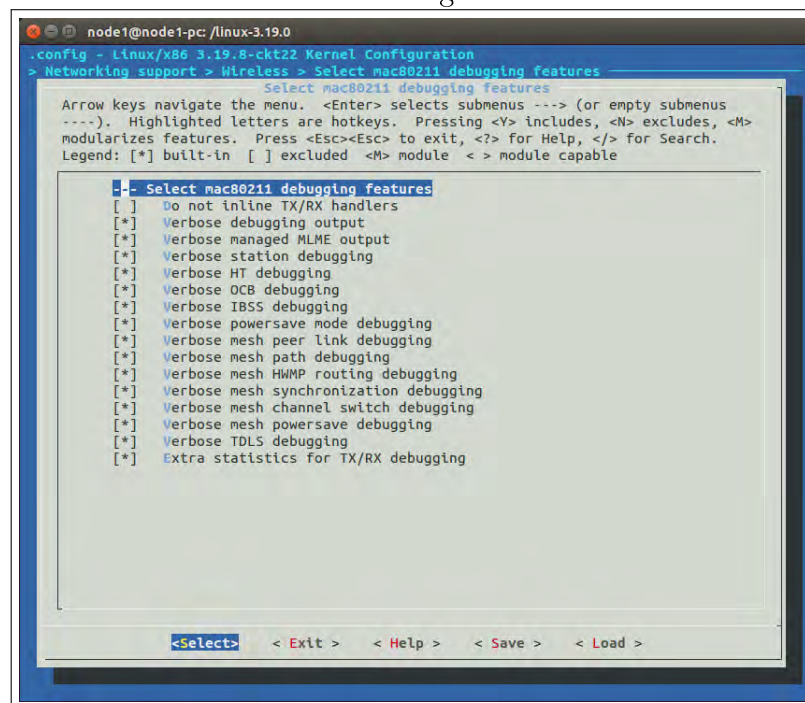 node1@node1-pc: /linux-3.19.0
.config - Linux/x86 3.19.8-ckt22 Kernel Configuration
> Networking support > Wireless > Select mac80211 debugging features
Select mac80211 debugging features
Arrow keys navigate the menu. <Enter> selects submenus ---> (or empty submenus
----). Highlighted letters are hotkeys. Pressing <Y> includes, <N> excludes, <M>
modularizes features. Press <Esc><Esc> to exit, <?> for Help, </> for Search.
Legend: [*] built-in [ ] excluded <M> module < > module capable
--- Select mac80211 debugging features
[ ] Do not inline TX/RX handlers
[*] Verbose debugging output
[*] Verbose managed MLME output
[*] Verbose station debugging
[*] Verbose HT debugging
[*] Verbose OCB debugging
[*] Verbose IBSS debugging
[*] Verbose powersave mode debugging
[*] Verbose mesh peer link debugging
[*] Verbose mesh path debugging
[*] Verbose mesh HWMP routing debugging
[*] Verbose mesh synchronization debugging
[*] Verbose mesh channel switch debugging
[*] Verbose mesh powersave debugging
[*] Verbose TDLS debugging
[*] Extra statistics for TX/RX debugging
<Select> < Exit > < Help > < Save > < Load >